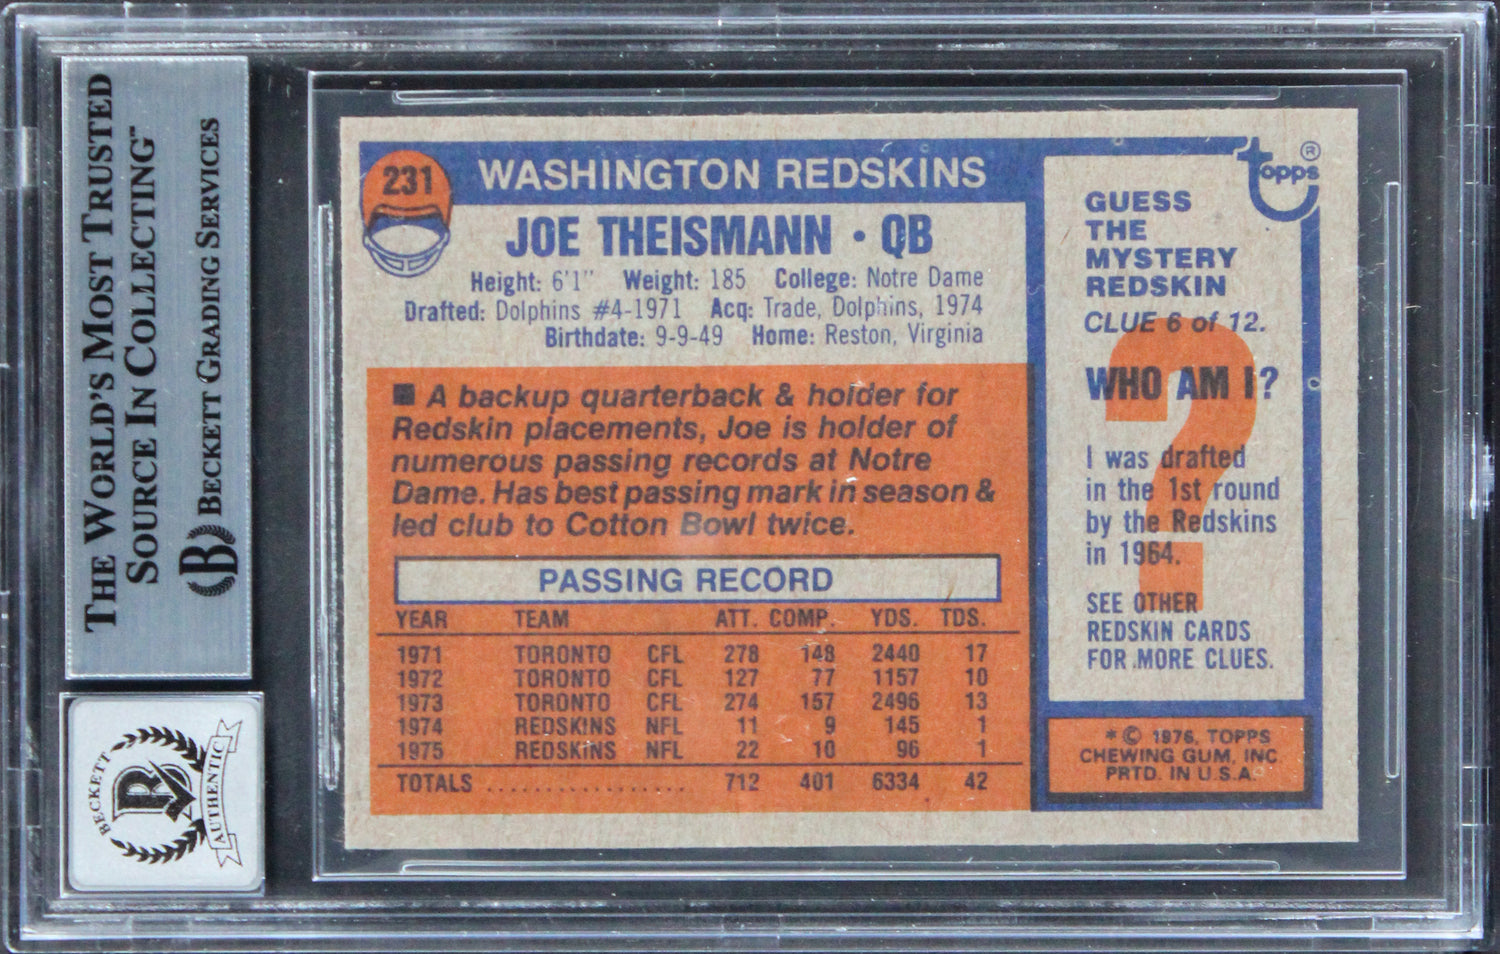 THE WORLD'S MOST TRUSTED
SOURCE IN COLLECTING™
BECKETT GRADING SERVICES
B
BECKETT
B
AUTHENTIC
231
WASHINGTON REDSKINS
JOE THEISMANN • QB
Height: 6'1" Weight: 185 College: Notre Dame
Drafted: Dolphins #4-1971 Acq: Trade, Dolphins, 1974
Birthdate: 9-9-49 Home: Reston, Virginia
■ A backup quarterback & holder for
Redskin placements, Joe is holder of
numerous passing records at Notre
Dame. Has best passing mark in season &
led club to Cotton Bowl twice.
PASSING RECORD
YEAR TEAM ATT. COMP. YDS. TDS.
1971 TORONTO CFL 278 148 2440 17
1972 TORONTO CFL 127 77 1157 10
1973 TORONTO CFL 274 157 2496 13
1974 REDSKINS NFL 11 9 145 1
1975 REDSKINS NFL 22 10 96 1
TOTALS ................. 712 401 6334 42
topps®
GUESS
THE
MYSTERY
REDSKIN
CLUE 6 of 12.
?
WHO AM I?
I was drafted
in the 1st round
by the Redskins
in 1964.
SEE OTHER
REDSKIN CARDS
FOR MORE CLUES.
* © 1976, TOPPS
CHEWING GUM, INC.
PRTD. IN U.S.A.